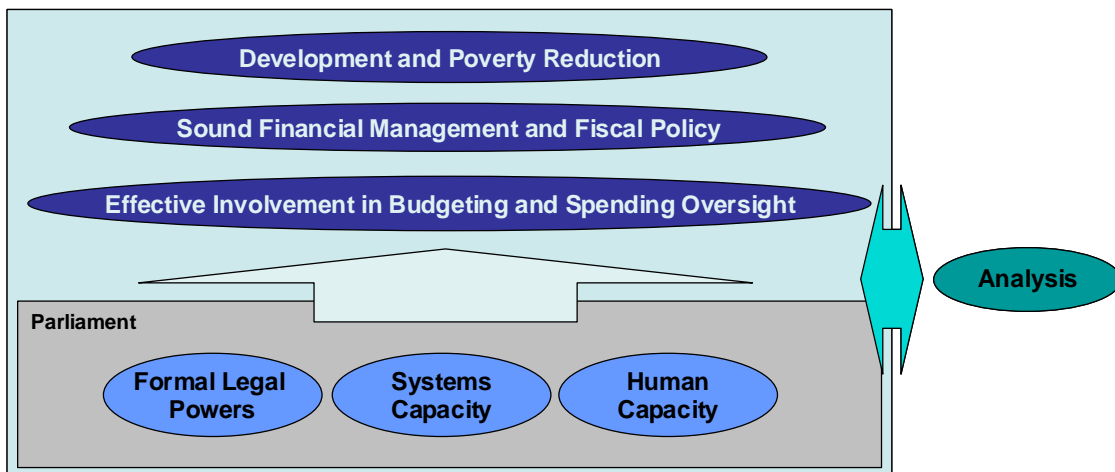 Development and Poverty Reduction
Sound Financial Management and Fiscal Policy
Effective Involvement in Budgeting and Spending Oversight
Analysis
Parliament
Formal Legal
Powers
Systems
Capacity
Human
Capacity